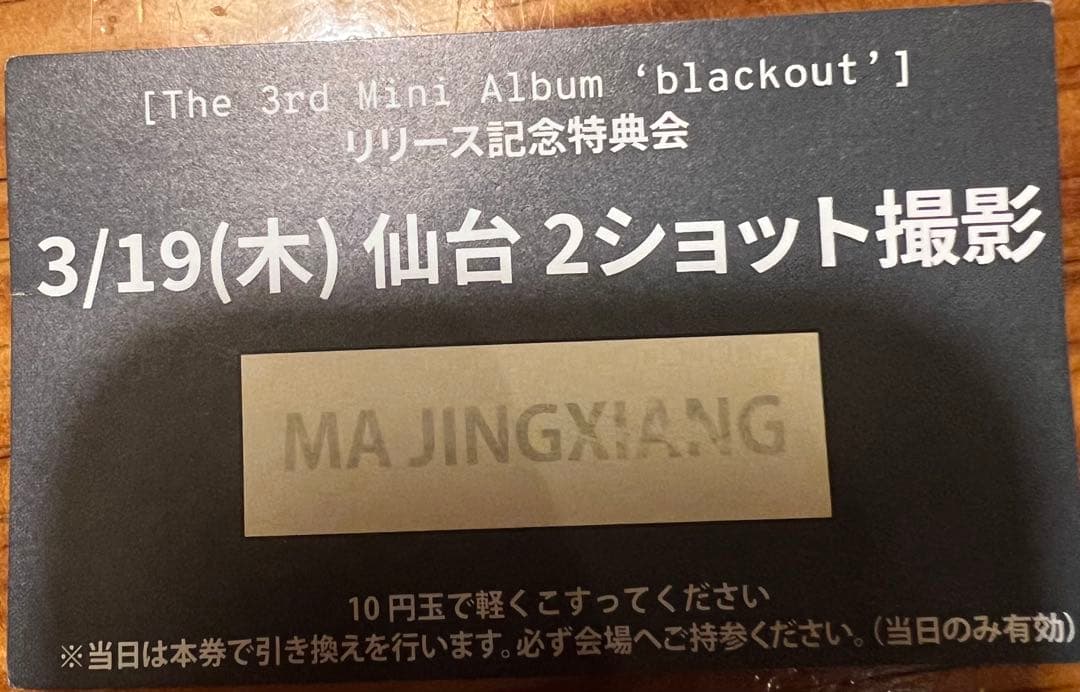 [The 3rd Mini Album ‘blackout’]
リリース記念特典会
3/19(木) 仙台 2ショット撮影
MA JINGXIANG
10円玉で軽くこすってください
※当日は本券で引き換えを行います。必ず会場へご持参ください。(当日のみ有効)